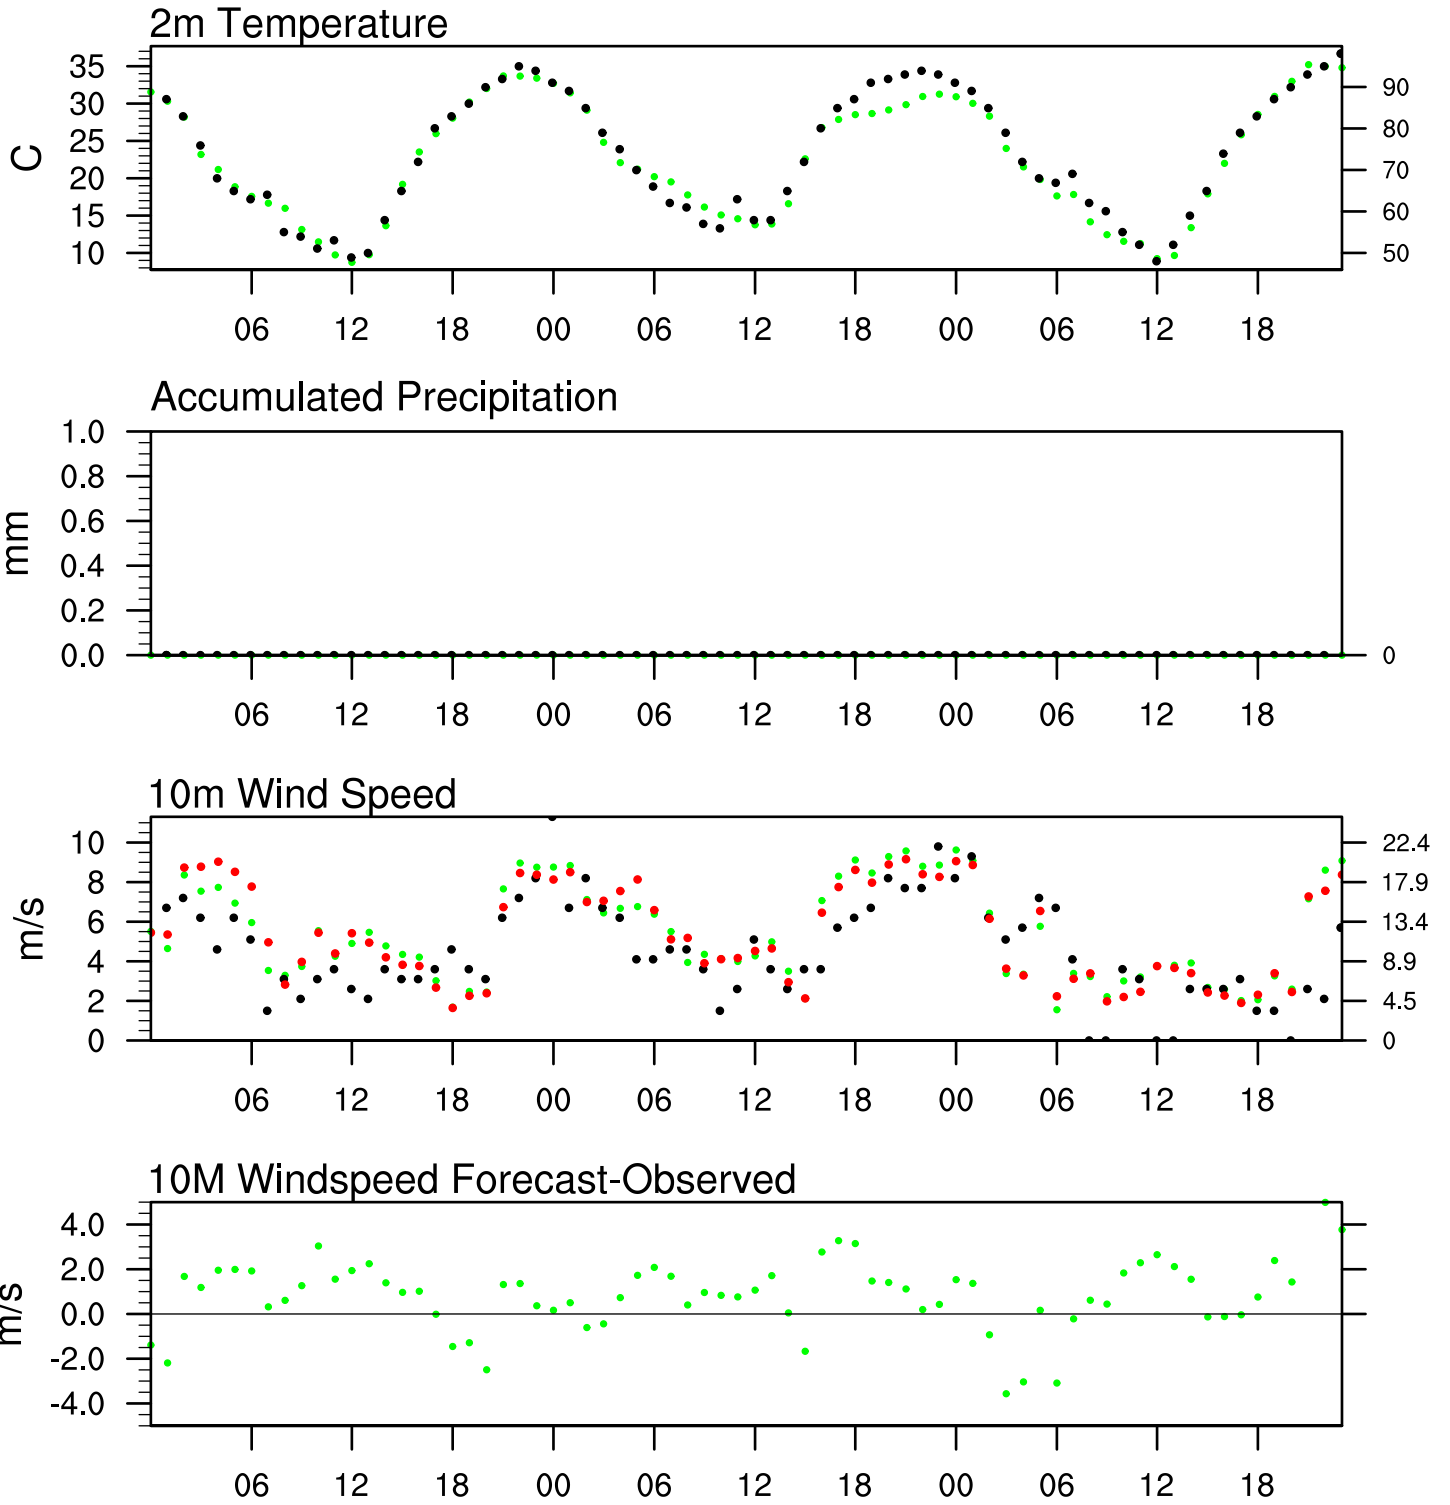 2m Temperature
35
30
25
20
15
10
C
90
80
70
60
50
06 12 18 00 06 12 18 00 06 12 18
Accumulated Precipitation
1.0
0.8
0.6
0.4
0.2
0.0
mm
0
06 12 18 00 06 12 18 00 06 12 18
10m Wind Speed
10
8
6
4
2
0
m/s
22.4
17.9
13.4
8.9
4.5
0
06 12 18 00 06 12 18 00 06 12 18
10M Windspeed Forecast-Observed
4.0
2.0
0.0
-2.0
-4.0
m/s
06 12 18 00 06 12 18 00 06 12 18